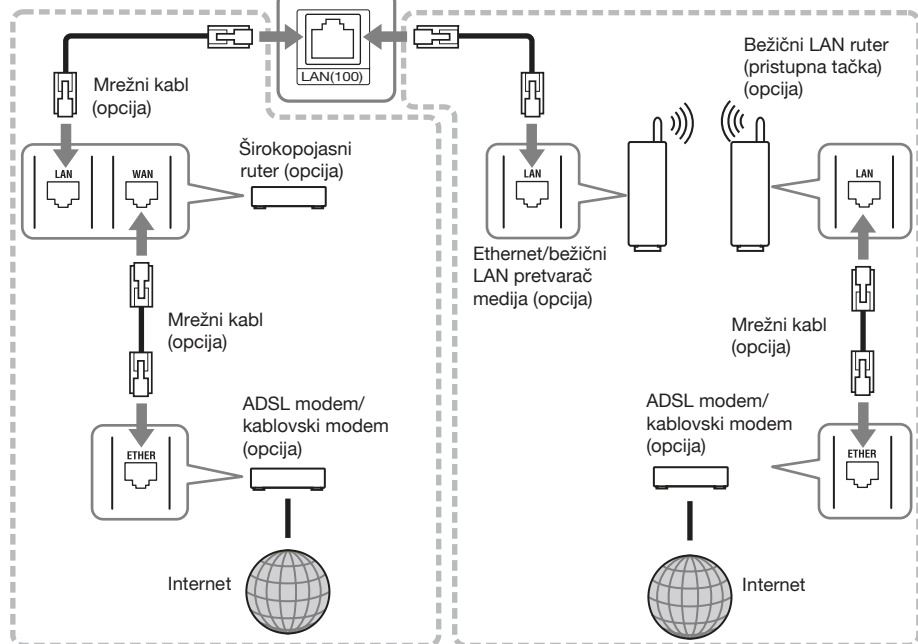 LAN(100)
Mrežni kabl
(opcija)
LAN
WAN
Širokopojasni
ruter (opcija)
Mrežni kabl
(opcija)
ETHER
ADSL modem/
kablovski modem
(opcija)
Internet
Bežični LAN ruter
(pristupna tačka)
(opcija)
LAN
Ethernet/bežični
LAN pretvarač
medija (opcija)
LAN
Mrežni kabl
(opcija)
ADSL modem/
kablovski modem
(opcija)
ETHER
Internet